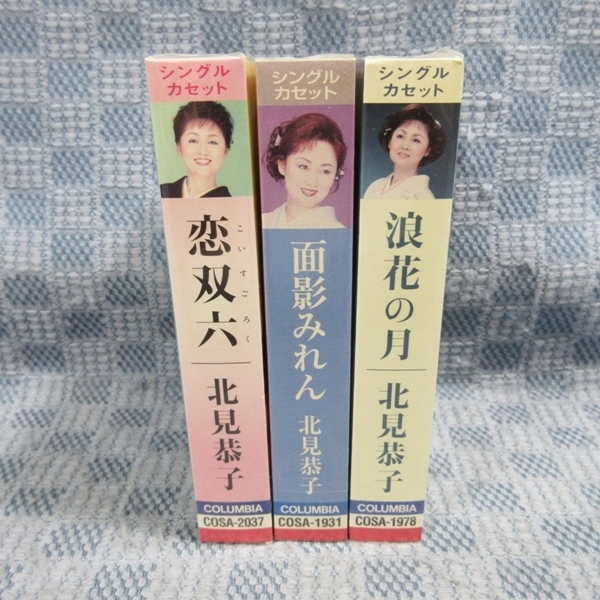 シングル
カセット
恋双六
こいすごろく
北見恭子
COLUMBIA
COSA-2037
シングル
カセット
面影みれん
北見恭子
COLUMBIA
COSA-1931
シングル
カセット
浪花の月
北見恭子
COLUMBIA
COSA-1978